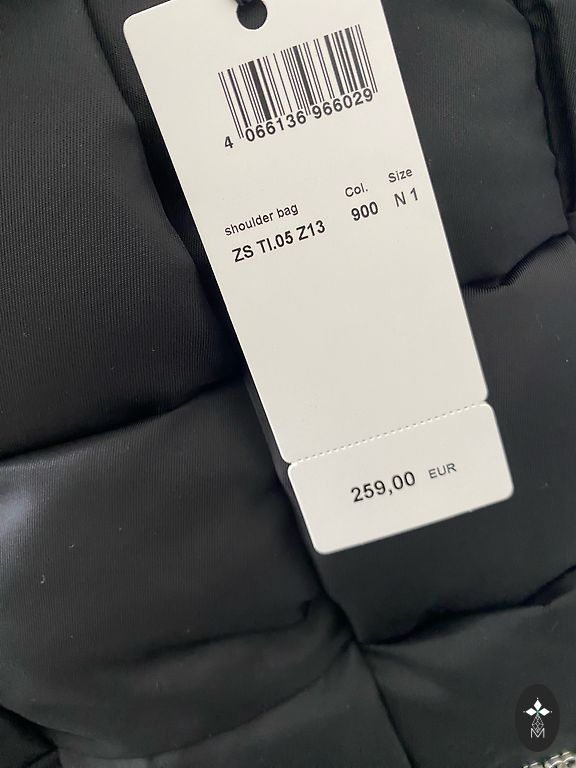 4 066136 966029
shoulder bag Col. Size
ZS TI.05 Z13 900 N 1
259,00 EUR
M